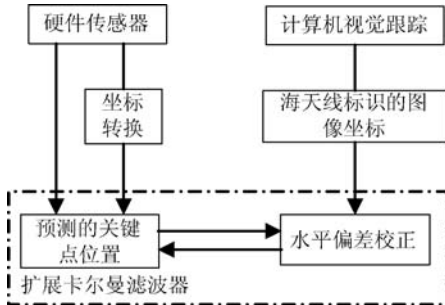 硬件传感器
计算机视觉跟踪
坐标
转换
海天线标识的图
像坐标
预测的关键
点位置
水平偏差校正
扩展卡尔曼滤波器